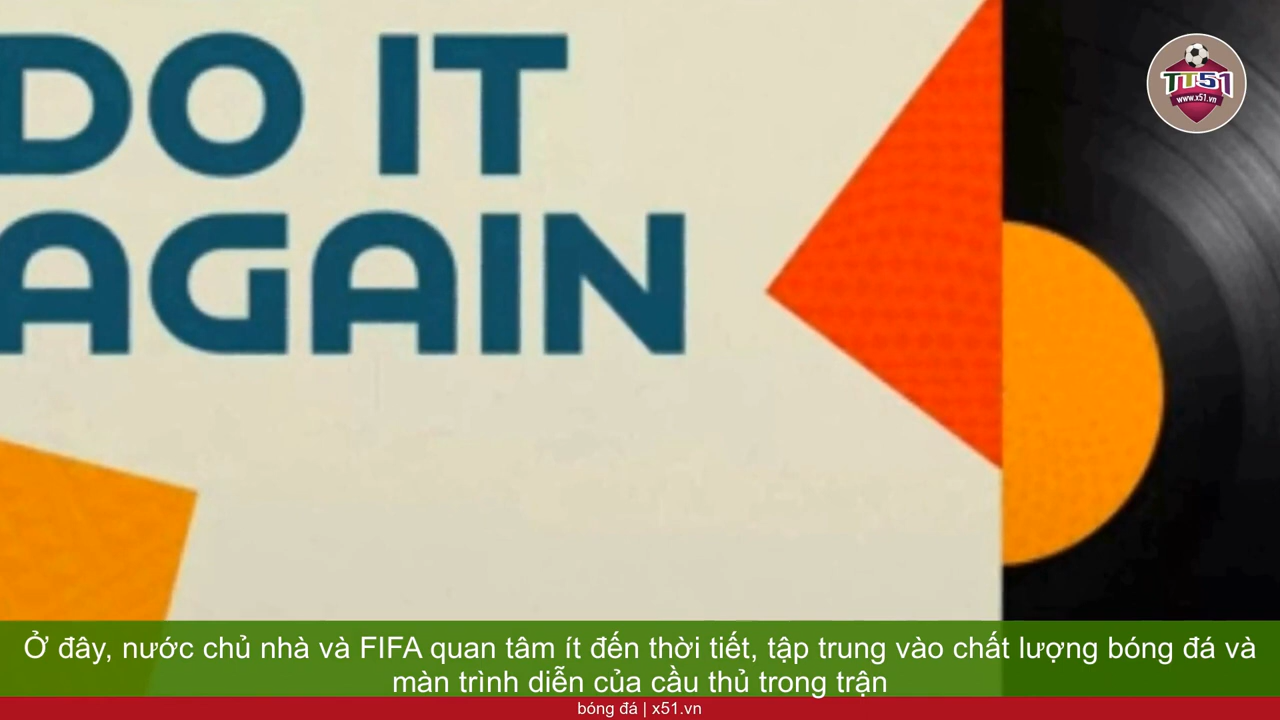 DO IT
AGAIN
TT51
www.x51.vn
Ở đây, nước chủ nhà và FIFA quan tâm ít đến thời tiết, tập trung vào chất lượng bóng đá và
màn trình diễn của cầu thủ trong trận
bóng đá | x51.vn